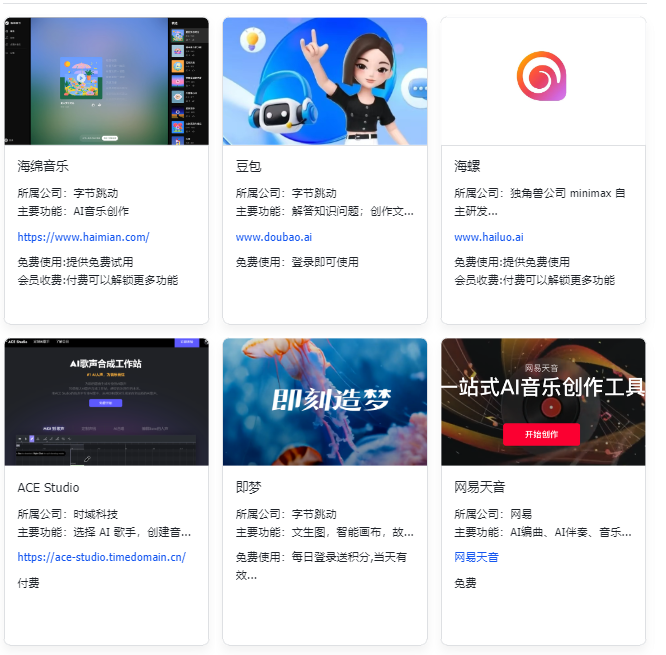 海绵音乐
所属公司：字节跳动
主要功能：AI音乐创作
https://www.haimian.com/
免费使用:提供免费试用
会员收费:付费可以解锁更多功能
豆包
所属公司：字节跳动
主要功能：解答知识问题；创作文...
www.doubao.ai
免费使用：登录即可使用
海螺
所属公司：独角兽公司 minimax 自
主研发...
www.hailuo.ai
免费使用:提供免费使用
会员收费:付费可以解锁更多功能
ACE Studio
AI歌声合成工作站
ACE Studio
所属公司：时域科技
主要功能：选择 AI 歌手，创建音...
https://ace-studio.timedomain.cn/
付费
即刻造梦
即梦
所属公司：字节跳动
主要功能：文生图，智能画布，故...
免费使用：每日登录送积分,当天有
效...
网易天音
一站式AI音乐创作工具
开始创作
网易天音
所属公司：网易
主要功能：AI编曲、AI伴奏、音乐...
网易天音
免费